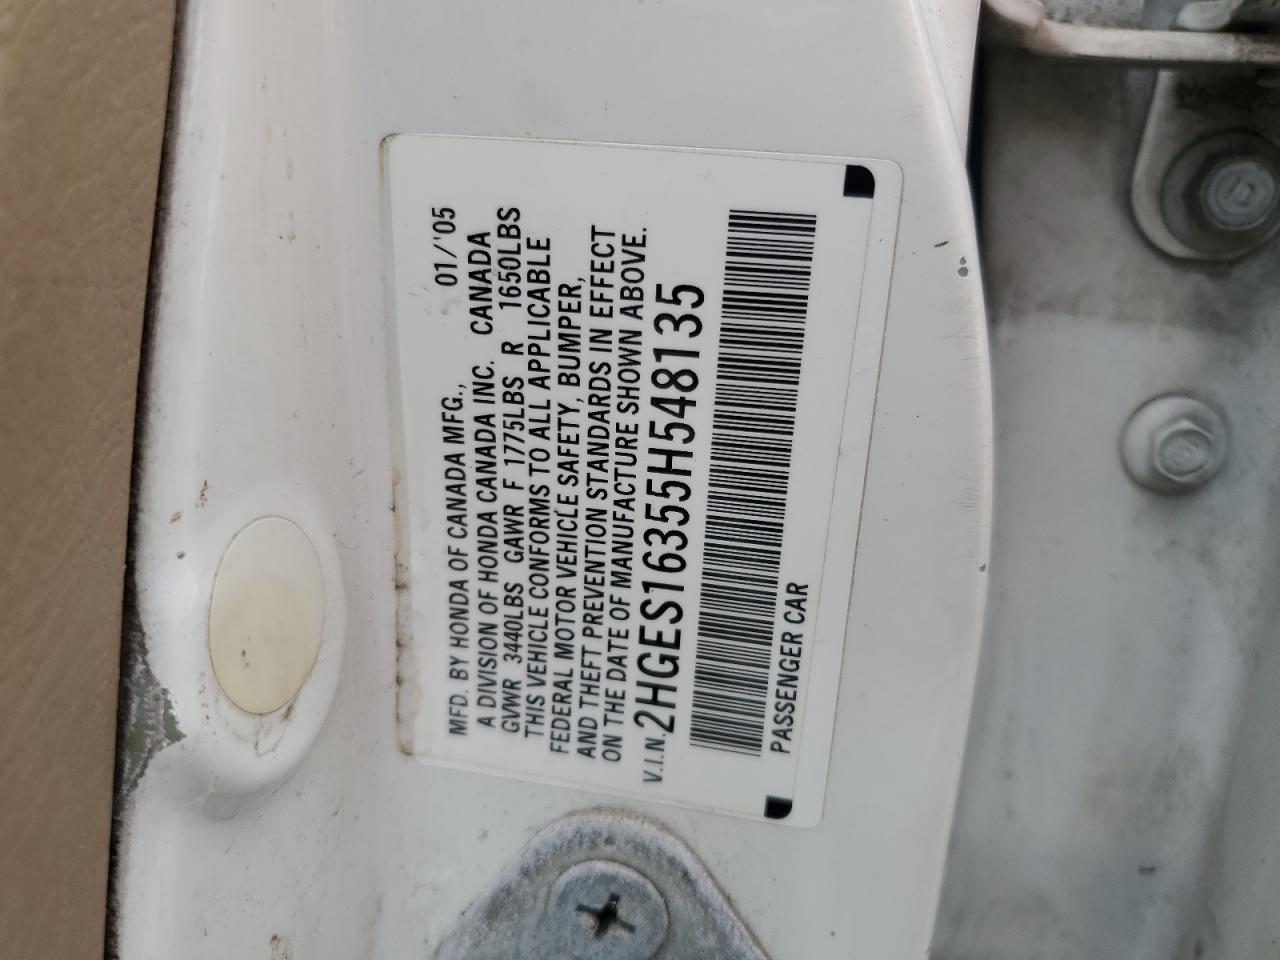 MFD. BY HONDA OF CANADA MFG., 01/'05
A DIVISION OF HONDA CANADA INC. CANADA
GVWR 3440LBS GAWR F 1775LBS R 1650LBS
THIS VEHICLE CONFORMS TO ALL APPLICABLE
FEDERAL MOTOR VEHICLE SAFETY, BUMPER,
AND THEFT PREVENTION STANDARDS IN EFFECT
ON THE DATE OF MANUFACTURE SHOWN ABOVE.
V.I.N. 2HGES16355H548135
PASSENGER CAR